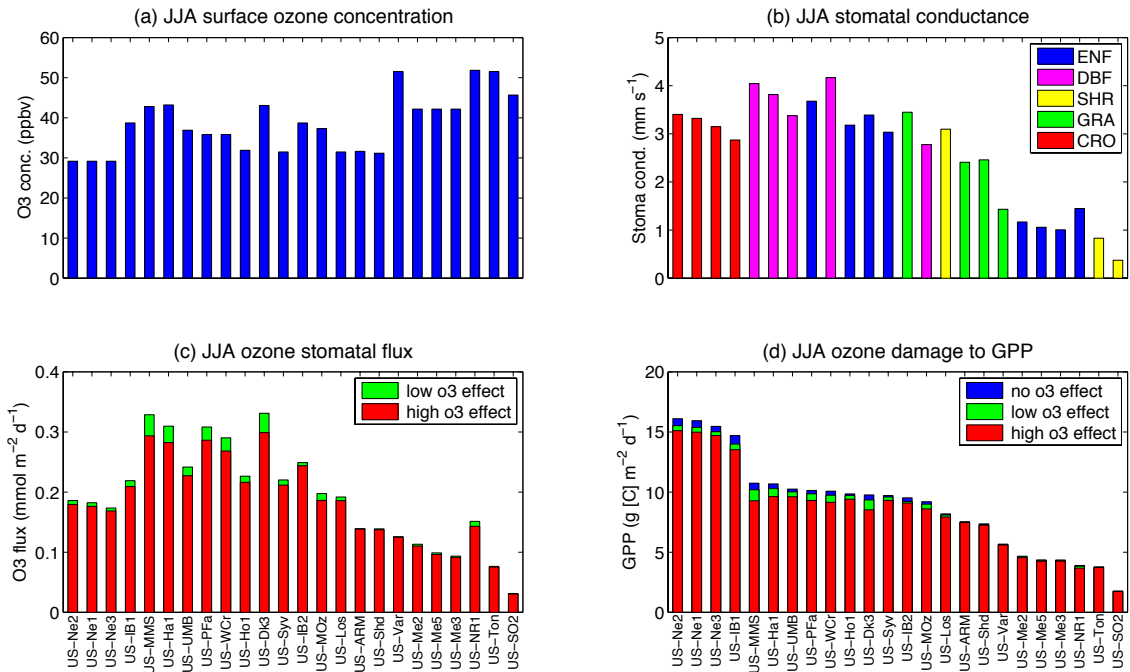 (a) JJA surface ozone concentration
O3 conc. (ppbv)
60
50
40
30
20
10
0
(b) JJA stomatal conductance
Stoma cond. (mm s⁻¹)
5
4
3
2
1
0
ENF
DBF
SHR
GRA
CRO
(c) JJA ozone stomatal flux
O3 flux (mmol m⁻² d⁻¹)
0.4
0.3
0.2
0.1
0
low o3 effect
high o3 effect
US-Ne2
US-Ne1
US-Ne3
US-IB1
US-MMS
US-Ha1
US-UMB
US-PFa
US-WCr
US-Ho1
US-Dk3
US-Syv
US-IB2
US-MOz
US-Los
US-ARM
US-Shd
US-Var
US-Me2
US-Me5
US-Me3
US-NR1
US-Ton
US-SO2
(d) JJA ozone damage to GPP
GPP (g [C] m⁻² d⁻¹)
20
15
10
5
0
no o3 effect
low o3 effect
high o3 effect
US-Ne2
US-Ne1
US-Ne3
US-IB1
US-MMS
US-Ha1
US-UMB
US-PFa
US-WCr
US-Ho1
US-Dk3
US-Syv
US-IB2
US-MOz
US-Los
US-ARM
US-Shd
US-Var
US-Me2
US-Me5
US-Me3
US-NR1
US-Ton
US-SO2